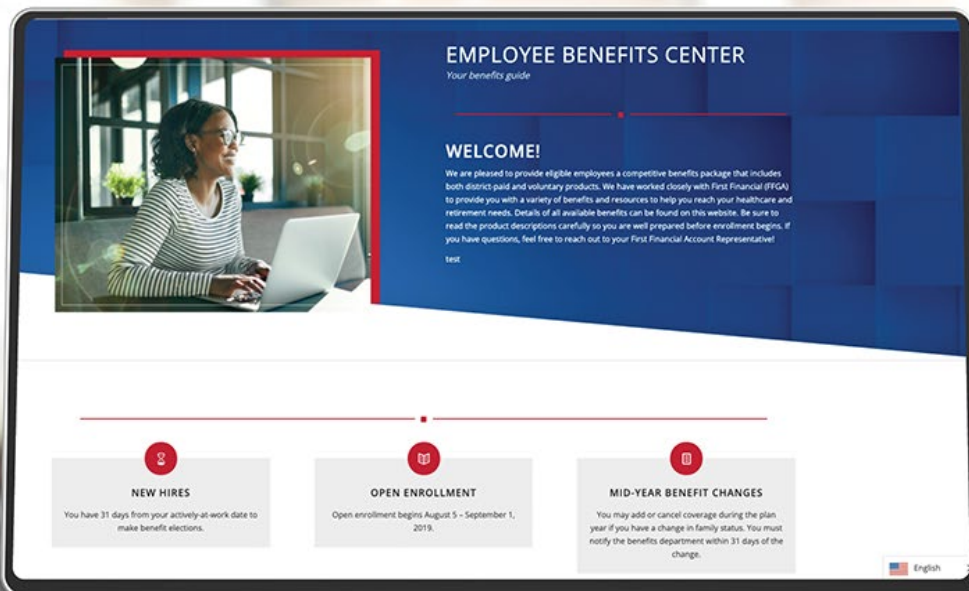 EMPLOYEE BENEFITS CENTER
Your benefits guide
WELCOME!
We are pleased to provide eligible employees a competitive benefits package that includes
both district-paid and voluntary products. We have worked closely with First Financial (FFGA)
to provide you with a variety of benefits and resources to help you reach your healthcare and
retirement needs. Details of all available benefits can be found on this website. Be sure to
read the product descriptions carefully so you are well prepared before enrollment begins. If
you have questions, feel free to reach out to your First Financial Account Representative!
test
NEW HIRES
You have 31 days from your actively-at-work date to
make benefit elections.
OPEN ENROLLMENT
Open enrollment begins August 5 – September 1,
2019.
MID-YEAR BENEFIT CHANGES
You may add or cancel coverage during the plan
year if you have a change in family status. You must
notify the benefits department within 31 days of the
change.
English